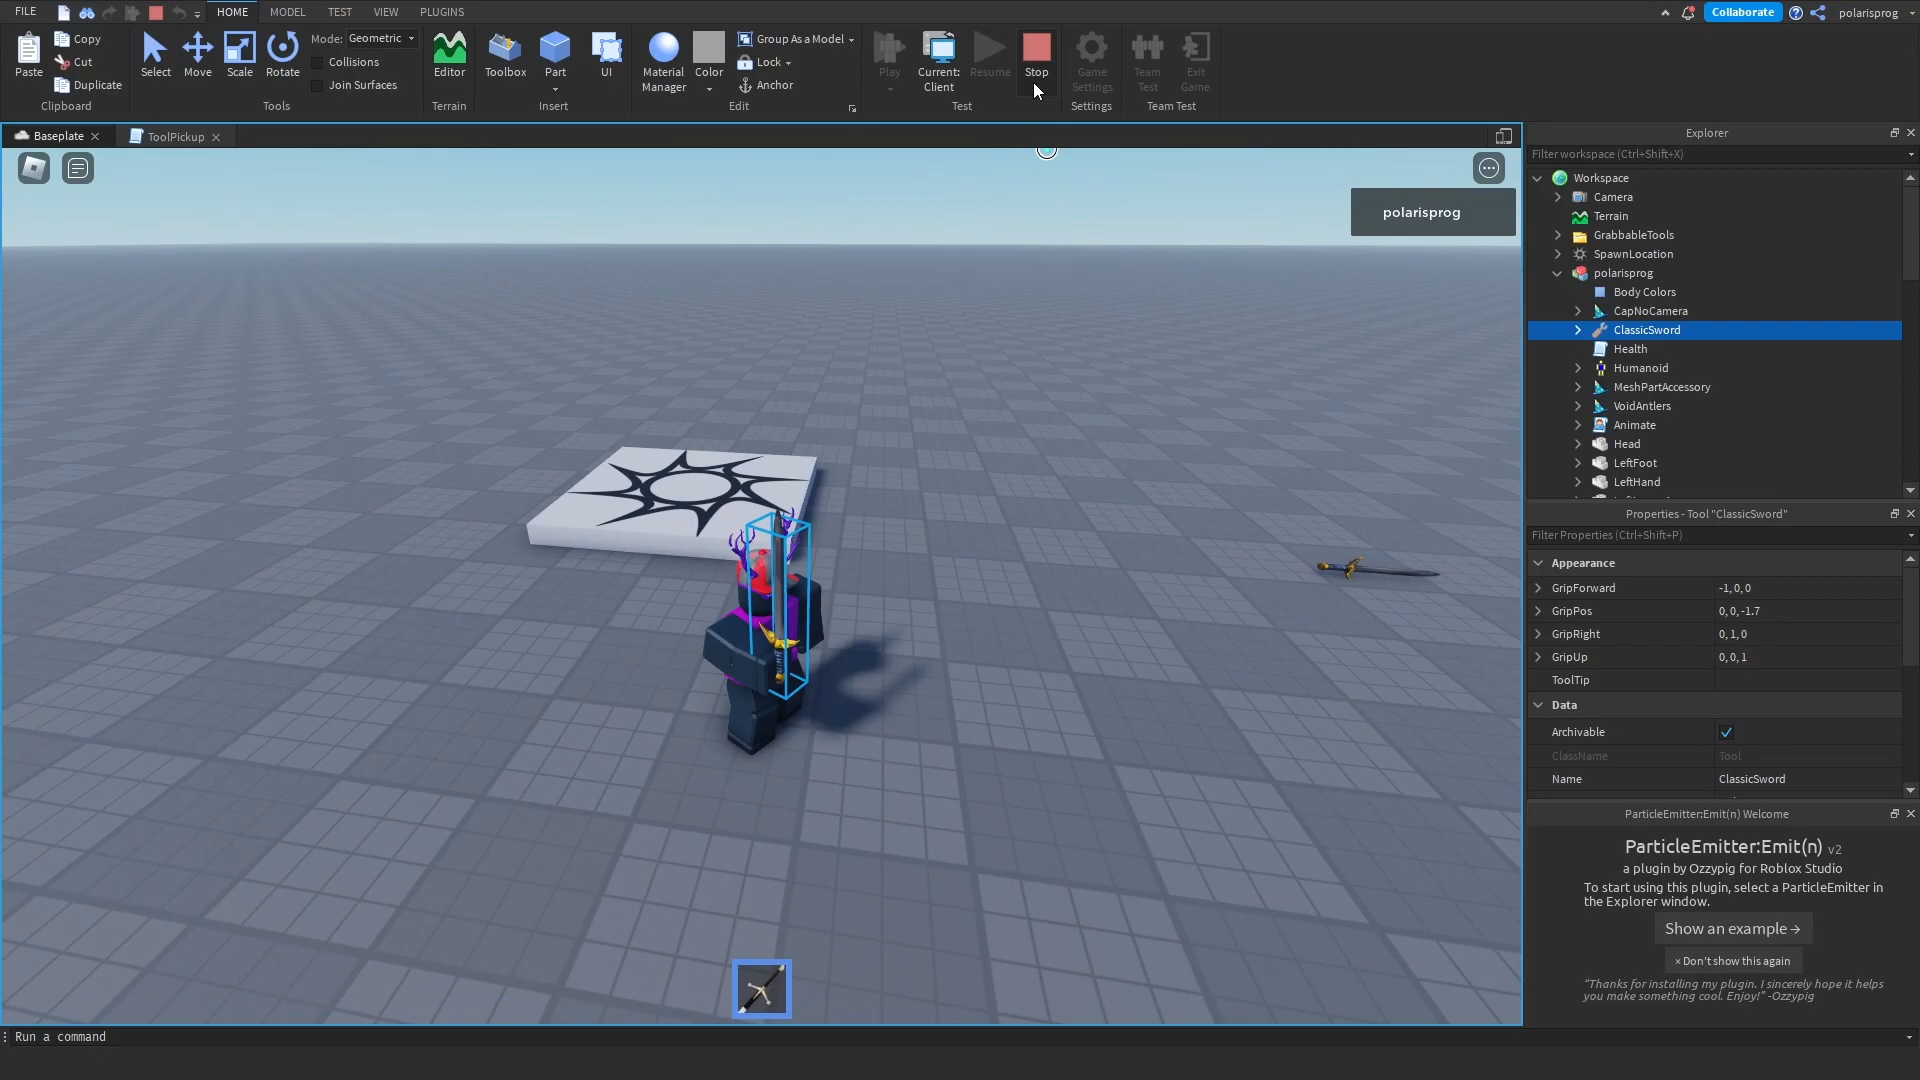 FILE HOME MODEL TEST VIEW PLUGINS Collaborate polarisprog
Paste
Copy
Cut
Duplicate
Clipboard
Select Move Scale Rotate
Mode: Geometric
Collisions
Join Surfaces
Tools
Editor
Terrain
Toolbox Part UI
Insert
Material
Manager
Color
Group As a Model
Lock
Anchor
Edit
Play
Current:
Client
Resume
Stop
Test
Game
Settings
Settings
Team
Test
Exit
Game
Team Test
Baseplate
ToolPickup
polarisprog
Explorer
Filter workspace (Ctrl+Shift+X)
Workspace
Camera
Terrain
GrabbableTools
SpawnLocation
polarisprog
Body Colors
CapNoCamera
ClassicSword
Health
Humanoid
MeshPartAccessory
VoidAntlers
Animate
Head
LeftFoot
LeftHand
Properties - Tool "ClassicSword"
Filter Properties (Ctrl+Shift+P)
Appearance
GripForward -1, 0, 0
GripPos 0, 0, -1.7
GripRight 0, 1, 0
GripUp 0, 0, 1
ToolTip
Data
Archivable
ClassName Tool
Name ClassicSword
ParticleEmitter:Emit(n) Welcome
ParticleEmitter:Emit(n) v2
a plugin by Ozzypig for Roblox Studio
To start using this plugin, select a ParticleEmitter in
the Explorer window.
Show an example →
× Don't show this again
"Thanks for installing my plugin. I sincerely hope it helps
you make something cool. Enjoy!" -Ozzypig
Run a command